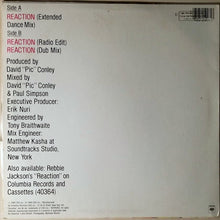 Side A
REACTION (Extended
Dance Mix)
Side B
REACTION (Radio Edit)
REACTION (Dub Mix)
Produced by
David "Pic" Conley
Mixed by
David "Pic" Conley
& Paul Simpson
Executive Producer:
Erik Nuri
Engineered by
Tony Braithwaite
Mix Engineer:
Matthew Kasha at
Soundtracks Studio,
New York
Also available: Rebbie
Jackson's "Reaction" on
Columbia Records and
Cassettes (40364)